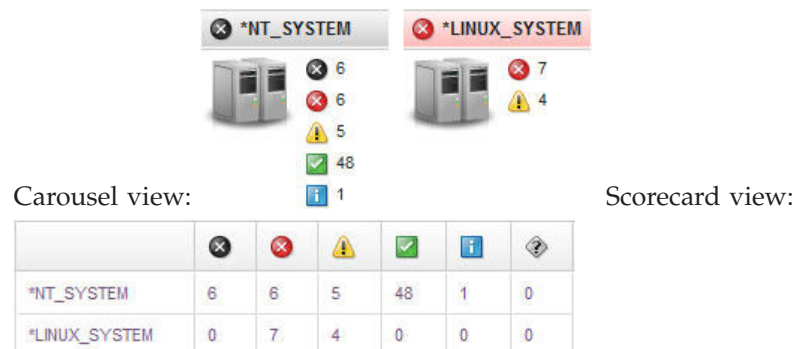 *NT_SYSTEM *LINUX_SYSTEM
6 7
6 4
5
48
Carousel view: 1 Scorecard view:
*NT_SYSTEM 6 6 5 48 1 0
*LINUX_SYSTEM 0 7 4 0 0 0